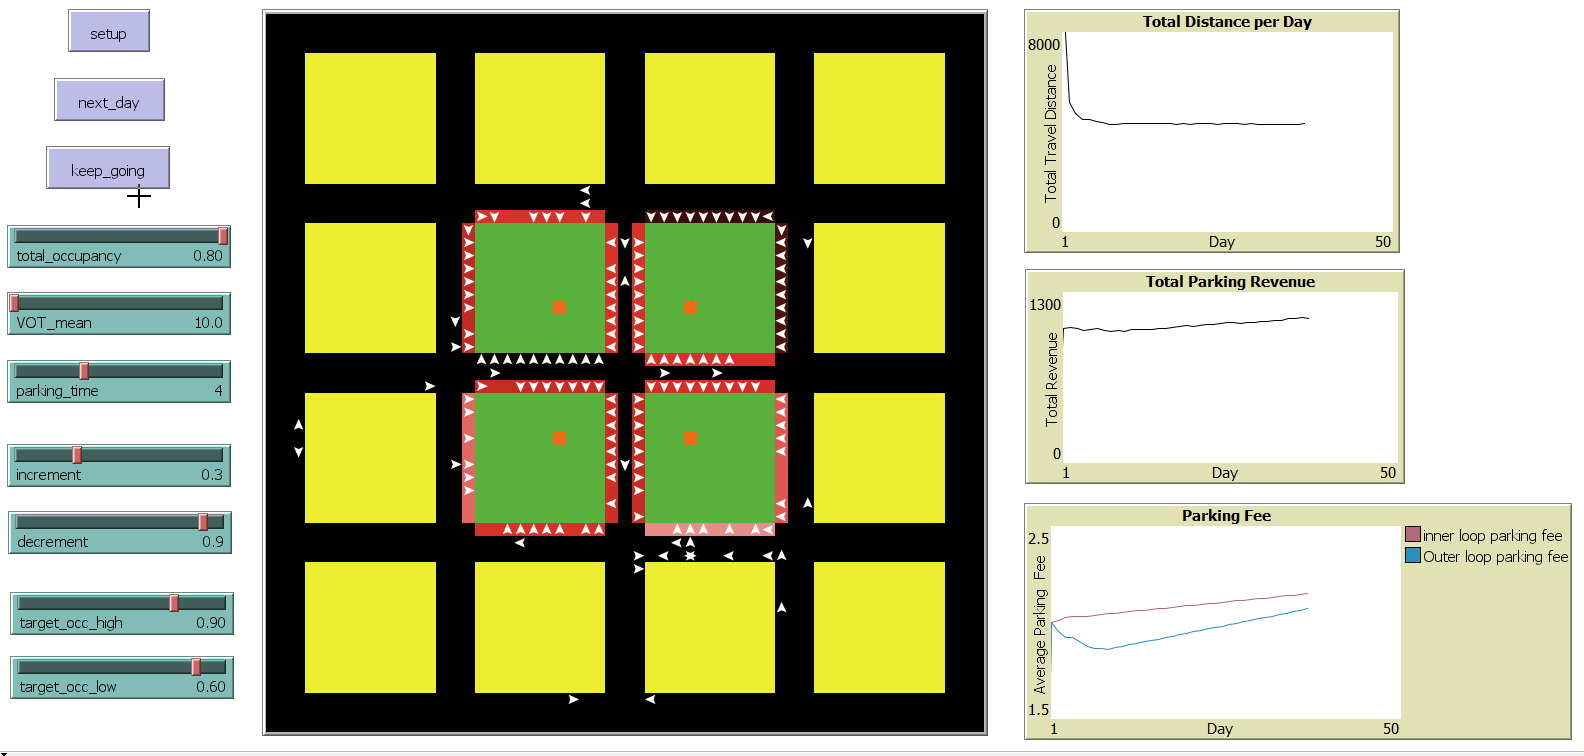 setup
next_day
keep_going
total_occupancy 0.80
VOT_mean 10.0
parking_time 4
increment 0.3
decrement 0.9
target_occ_high 0.90
target_occ_low 0.60
Total Distance per Day
8000
Total Travel Distance
0
1 Day 50
Total Parking Revenue
1300
Total Revenue
0
1 Day 50
Parking Fee
2.5
Average Parking Fee
1.5
1 Day 50
inner loop parking fee
Outer loop parking fee